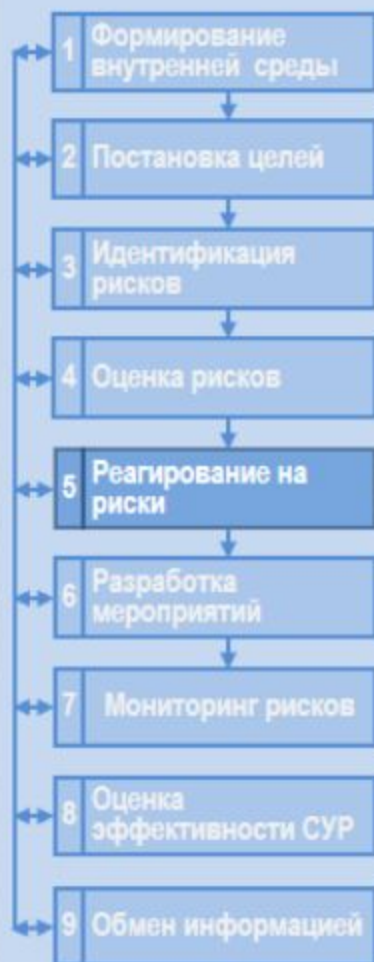 1 Формирование
внутренней среды
2 Постановка целей
3 Идентификация
рисков
4 Оценка рисков
5 Реагирование на
риски
6 Разработка
мероприятий
7 Мониторинг рисков
8 Оценка
эффективности СУР
9 Обмен информацией